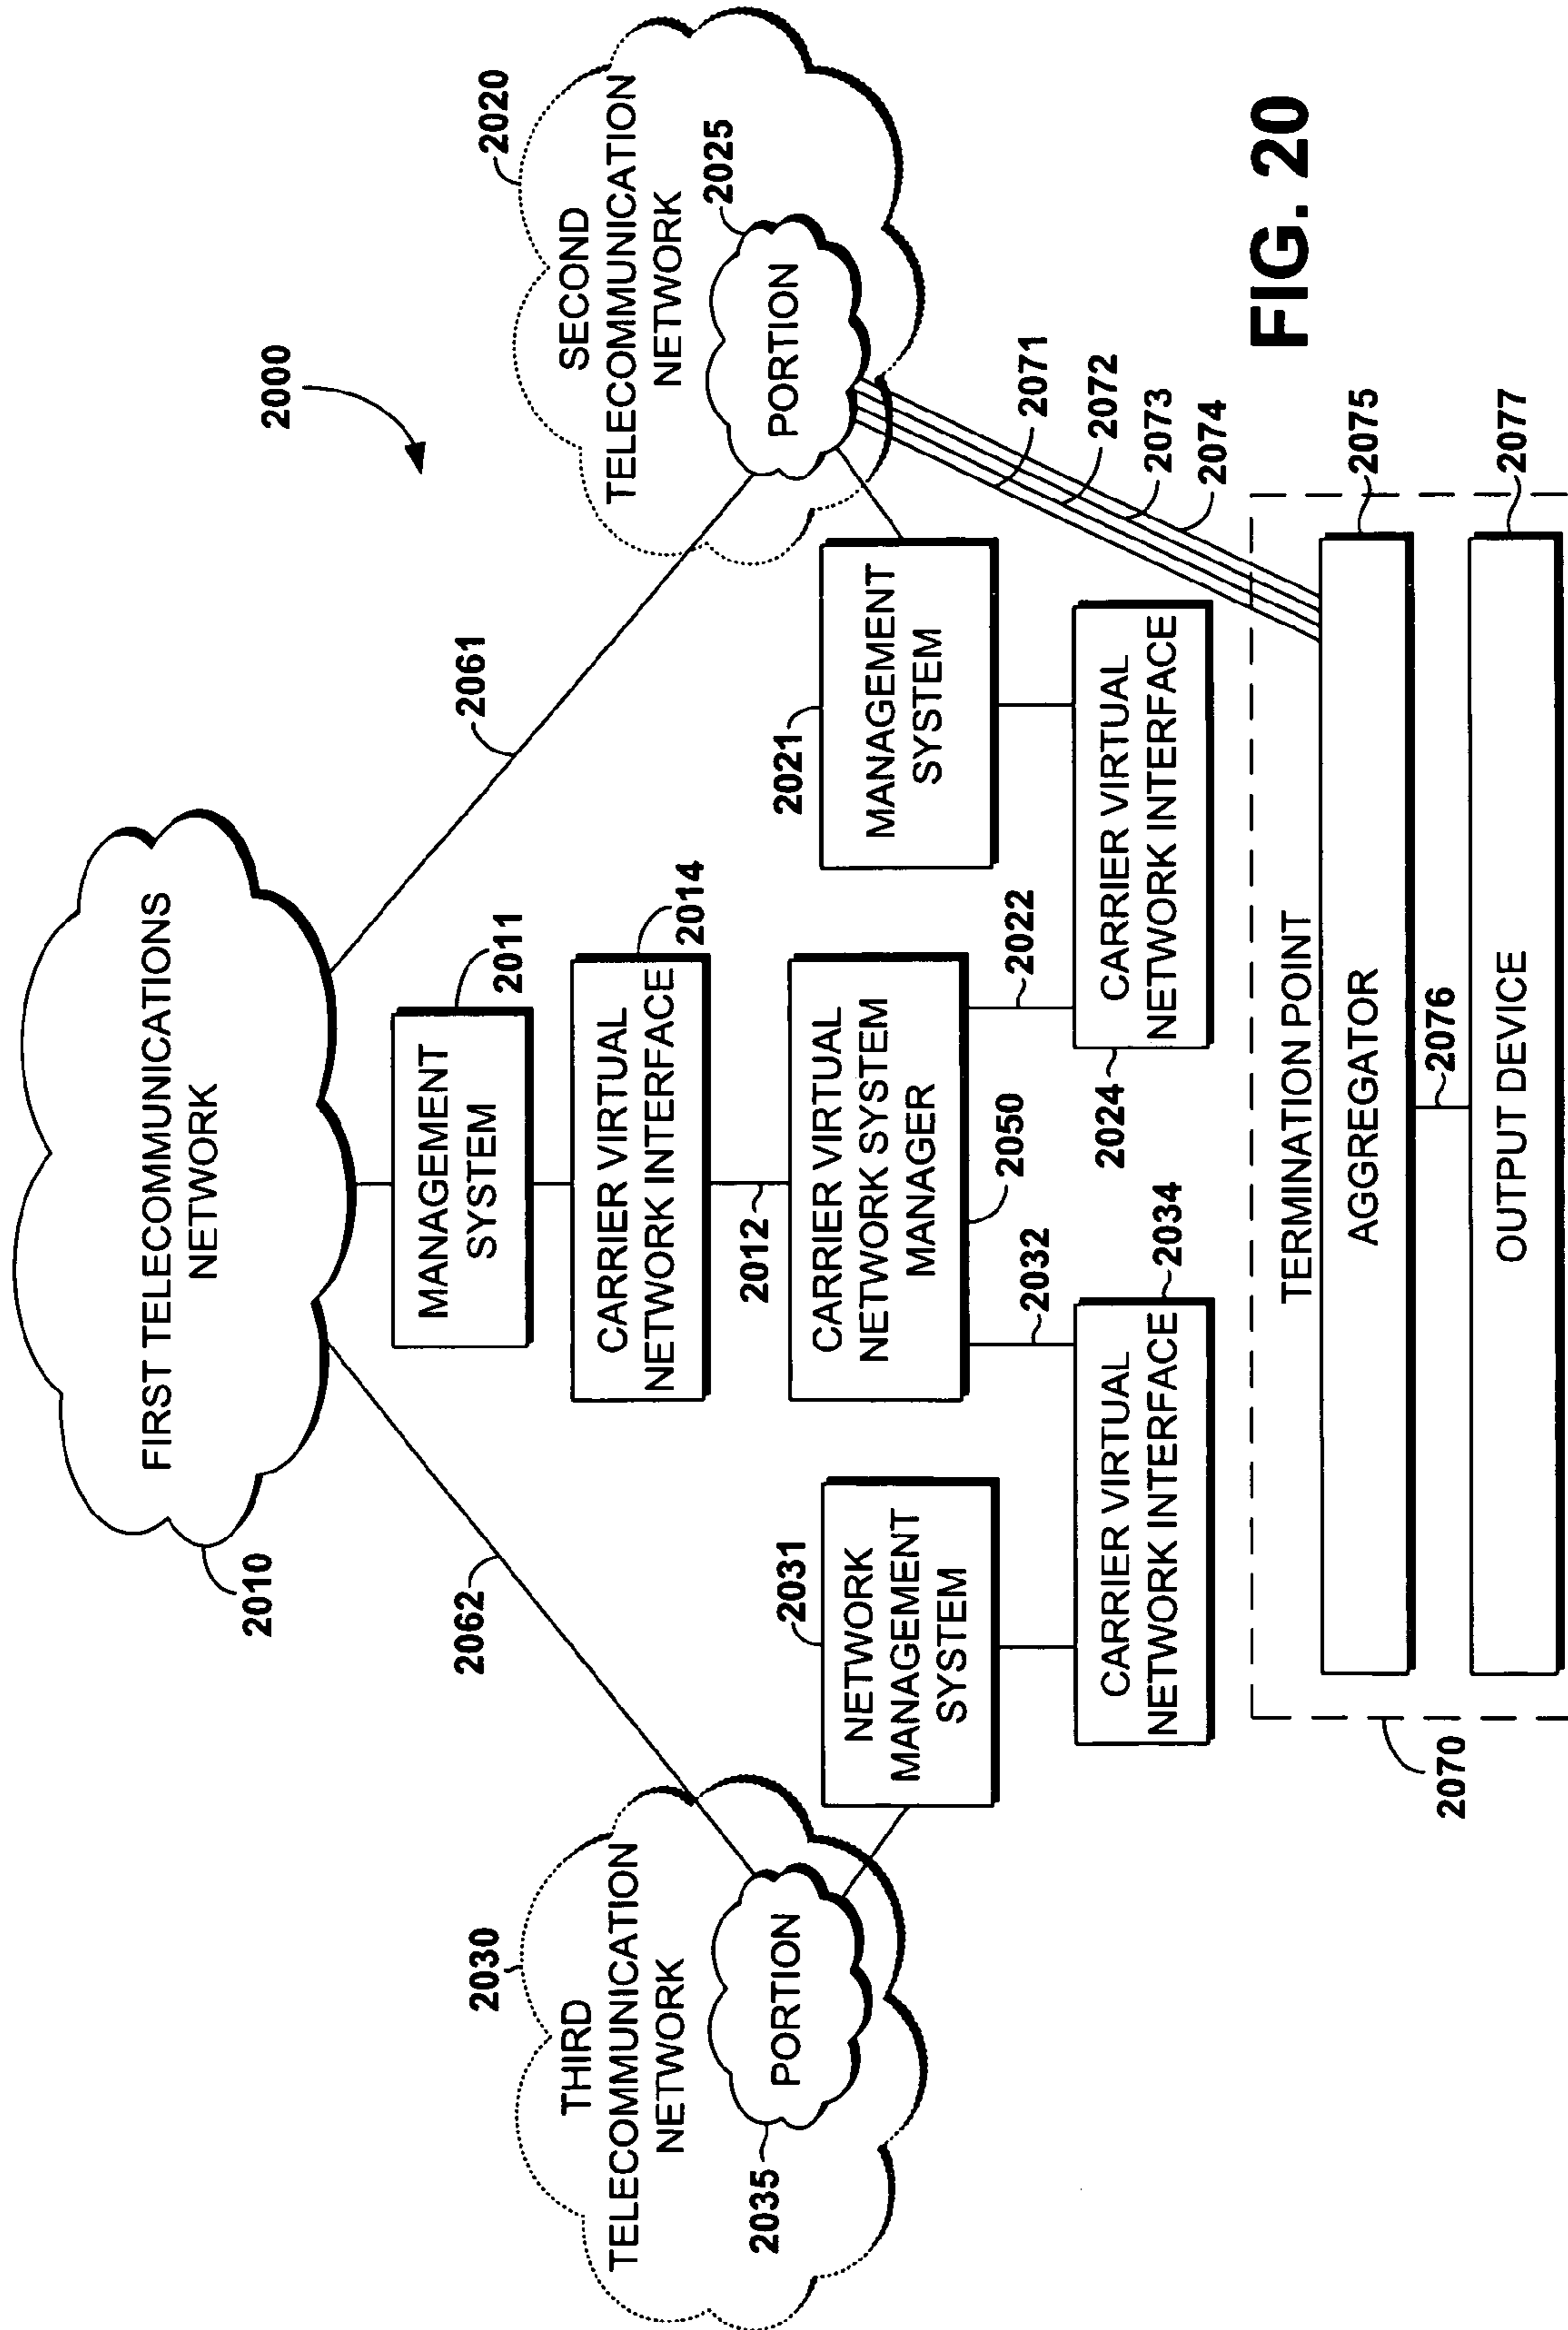 2000
FIRST TELECOMMUNICATIONS
NETWORK
2010
2061
2062
MANAGEMENT
SYSTEM
2011
CARRIER VIRTUAL
NETWORK INTERFACE
2014
2012
CARRIER VIRTUAL
NETWORK SYSTEM
MANAGER
2050
2022
2032
THIRD
TELECOMMUNICATION
NETWORK
2030
PORTION
2035
NETWORK
MANAGEMENT
SYSTEM
2031
CARRIER VIRTUAL
NETWORK INTERFACE
2034
SECOND
TELECOMMUNICATION
NETWORK
2020
PORTION
2025
MANAGEMENT
SYSTEM
2021
CARRIER VIRTUAL
NETWORK INTERFACE
2024
2071
2072
2073
2074
TERMINATION POINT
2070
AGGREGATOR
2075
2076
OUTPUT DEVICE
2077
FIG. 20